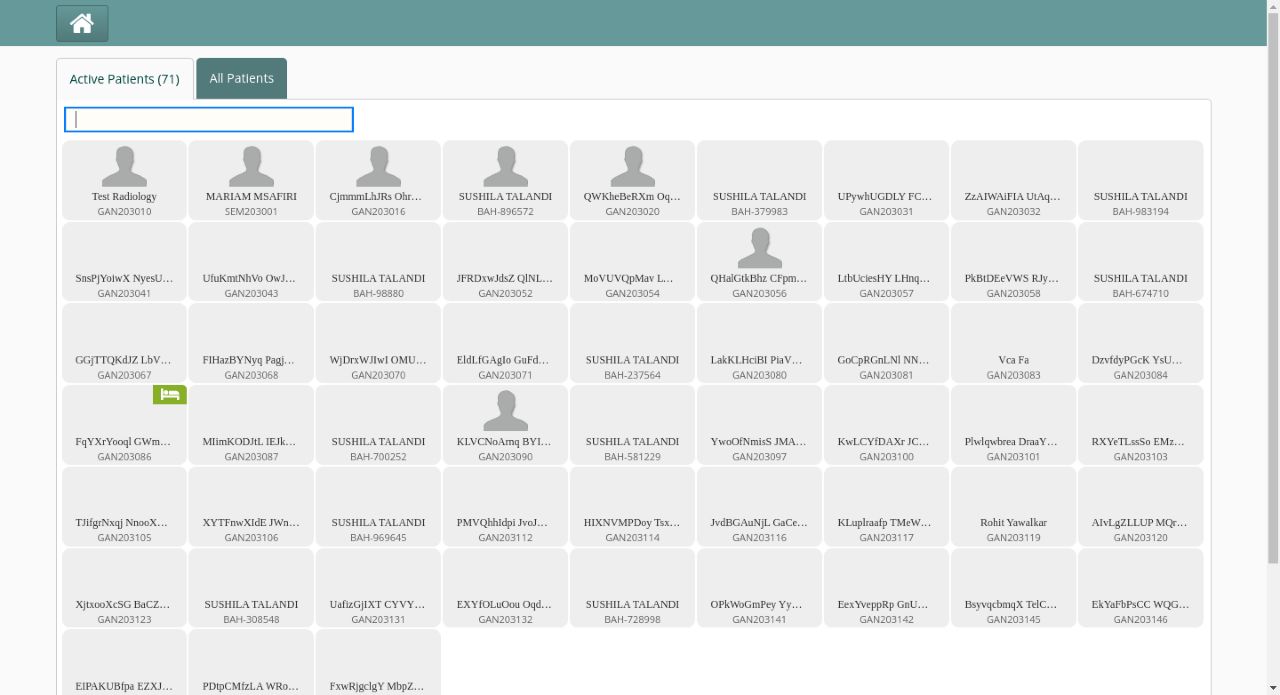 Active Patients (71)
All Patients
Test Radiology
GAN203010
MARIAM MSAFIRI
SEM203001
CjmmmLhJRs Ohr…
GAN203016
SUSHILA TALANDI
BAH-896572
QWKheBeRXm Oq…
GAN203020
SUSHILA TALANDI
BAH-379983
UPywhUGDLY FC…
GAN203031
ZzAIWAiFIA UtAq…
GAN203032
SUSHILA TALANDI
BAH-983194
SnsPjYoiwX NyesU…
GAN203041
UfuKmtNhVo OwJ…
GAN203043
SUSHILA TALANDI
BAH-98880
JFRDxwJdsZ QlNL…
GAN203052
MoVUVQpMav L…
GAN203054
QHalGtkBhz CFpm…
GAN203056
LtbUciesHY LHnq…
GAN203057
PkBtDEeVWS RJy…
GAN203058
SUSHILA TALANDI
BAH-674710
GGjTTQKdJZ LbV…
GAN203067
FIHazBYNyq Pagj…
GAN203068
WjDrxWJIwI OMU…
GAN203070
EldLfGAgIo GuFd…
GAN203071
SUSHILA TALANDI
BAH-237564
LakKLHciBI PiaV…
GAN203080
GoCpRGnLNl NN…
GAN203081
Vca Fa
GAN203083
DzvfdyPGcK YsU…
GAN203084
FqYXrYooql GWm…
GAN203086
MIimKODJtL IEJk…
GAN203087
SUSHILA TALANDI
BAH-700252
KLVCNoArnq BYI…
GAN203090
SUSHILA TALANDI
BAH-581229
YwoOfNmisS JMA…
GAN203097
KwLCYfDAXr JC…
GAN203100
Plwlqwbrea DraaY…
GAN203101
RXYeTLssSo EMz…
GAN203103
TJifgrNxqj NnooX…
GAN203105
XYTFnwXIdE JWn…
GAN203106
SUSHILA TALANDI
BAH-969645
PMVQhhIdpi JvoJ…
GAN203112
HIXNVMPDoy Tsx…
GAN203114
JvdBGAuNjL GaCe…
GAN203116
KLuplraafp TMeW…
GAN203117
Rohit Yawalkar
GAN203119
AIvLgZLLUP MQr…
GAN203120
XjtxooXcSG BaCZ…
GAN203123
SUSHILA TALANDI
BAH-308548
UafizGjIXT CYVY…
GAN203131
EXYfOLuOou Oqd…
GAN203132
SUSHILA TALANDI
BAH-728998
OPkWoGmPey Yy…
GAN203141
EexYveppRp GnU…
GAN203142
BsyvqcbmqX TelC…
GAN203145
EkYaFbPsCC WQG…
GAN203146
EIPAKUBfpa EZXJ…
PDtpCMfzLA WRo…
FxwRjgclgY MbpZ…